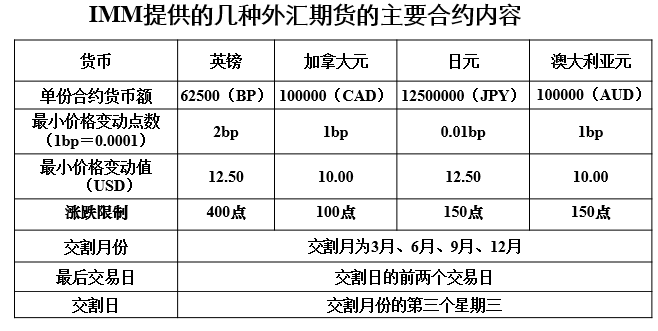 IMM提供的几种外汇期货的主要合约内容
货币 英镑 加拿大元 日元 澳大利亚元
单份合约货币额 62500（BP） 100000（CAD） 12500000（JPY） 100000（AUD）
最小价格变动点数
（1bp＝0.0001） 2bp 1bp 0.01bp 1bp
最小价格变动值
（USD） 12.50 10.00 12.50 10.00
涨跌限制 400点 100点 150点 150点
交割月份 交割月为3月、6月、9月、12月
最后交易日 交割日的前两个交易日
交割日 交割月份的第三个星期三